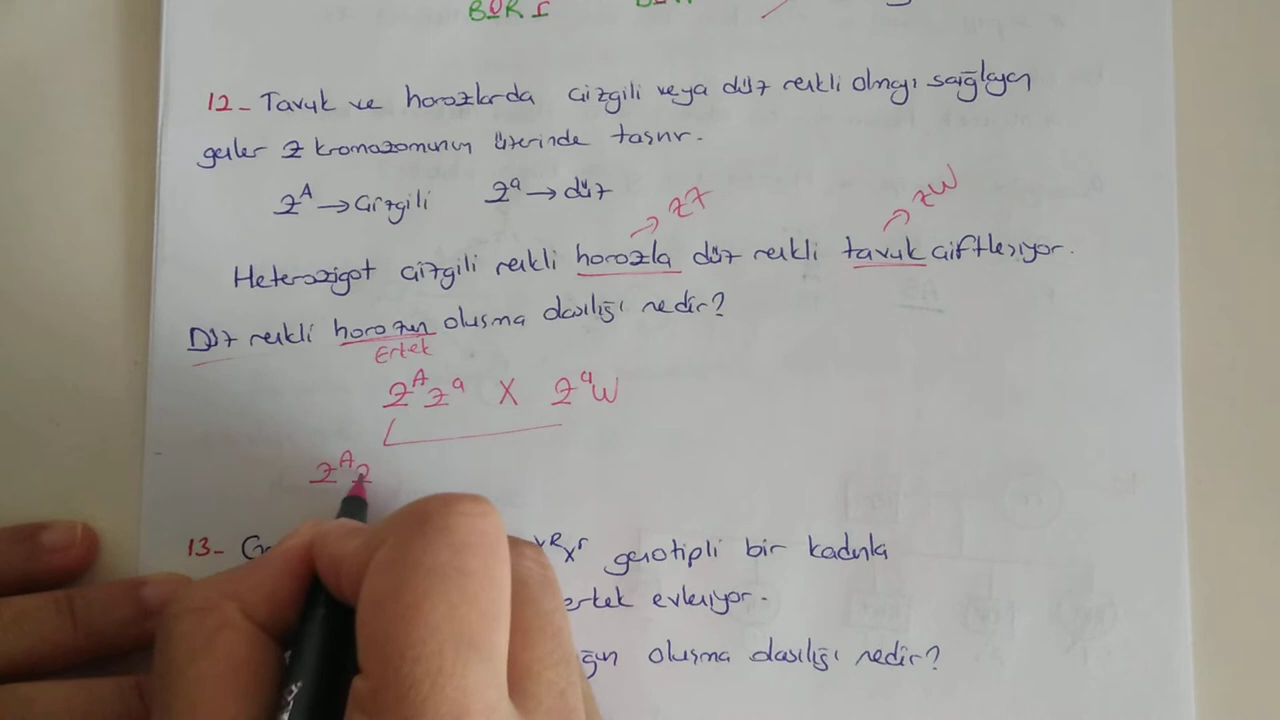 BQR I
12- Tavuk ve horozlarda çizgili veya düz renkli olmayı sağlayan
genler Z kromozomunun üzerinde taşınır.
Z^A → Çizgili Z^a → düz
→ ZZ → ZW
Heterozigot çizgili renkli horozla düz renkli tavuk çiftleşiyor.
Düz renkli horozun oluşma olasılığı nedir?
Erkek
Z^A Z^a X Z^a W
Z^A Z
13- X^r genotipli bir kadınla
erkek evleniyor.
oluşma olasılığı nedir?